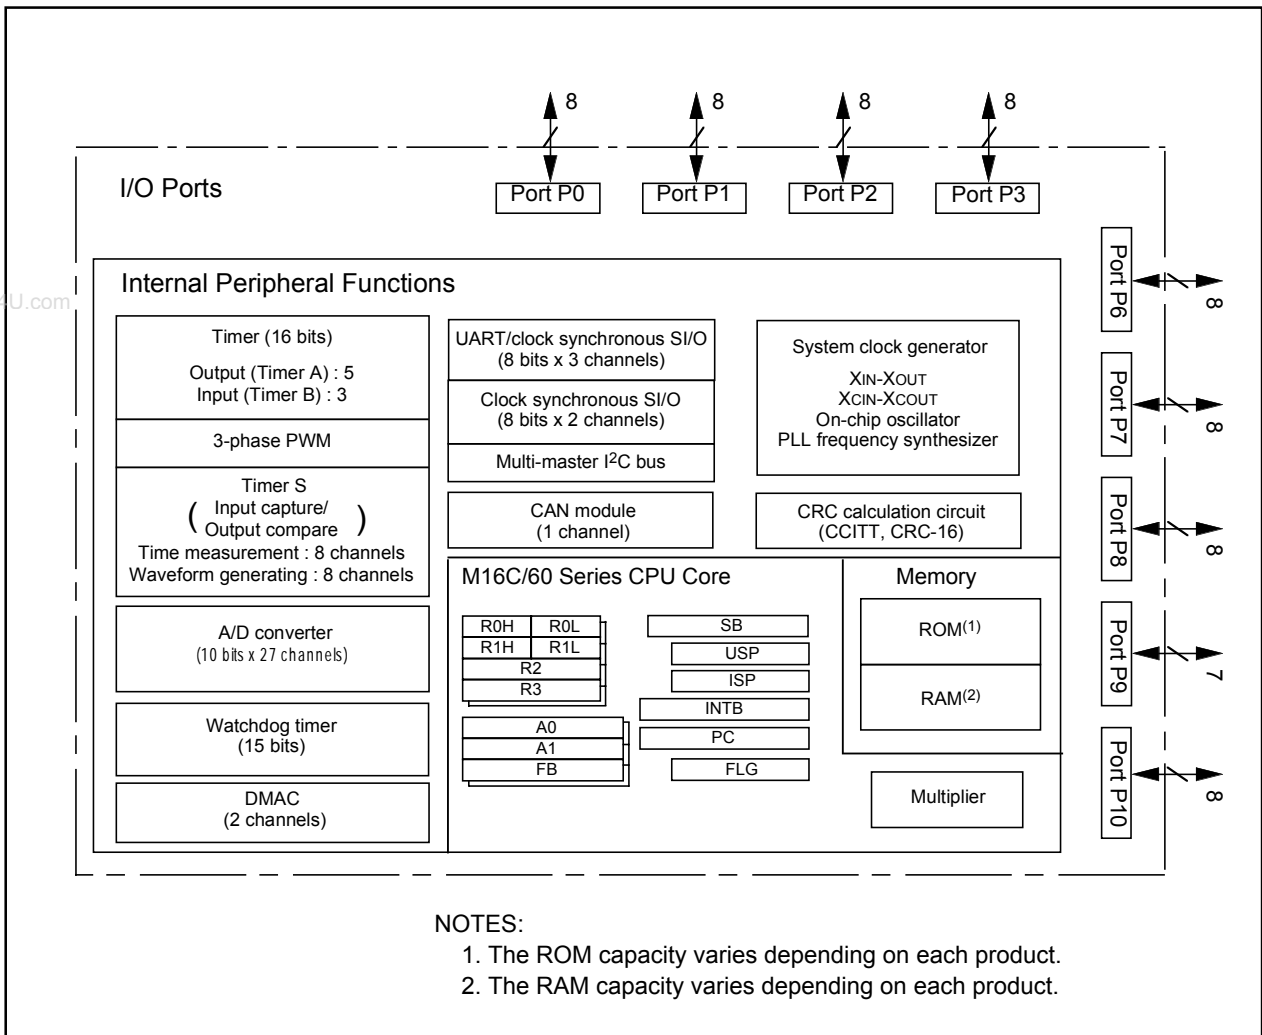 8
8
8
8
I/O Ports
Port P0
Port P1
Port P2
Port P3
Port P6
8
Port P7
8
Port P8
8
Port P9
7
Port P10
8
4U.com
Internal Peripheral Functions
Timer (16 bits)
Output (Timer A) : 5
Input (Timer B) : 3
3-phase PWM
Timer S
( Input capture/
Output compare )
Time measurement : 8 channels
Waveform generating : 8 channels
A/D converter
(10 bits x 27 channels)
Watchdog timer
(15 bits)
DMAC
(2 channels)
UART/clock synchronous SI/O
(8 bits x 3 channels)
Clock synchronous SI/O
(8 bits x 2 channels)
Multi-master I2C bus
CAN module
(1 channel)
System clock generator
XIN-XOUT
XCIN-XCOUT
On-chip oscillator
PLL frequency synthesizer
CRC calculation circuit
(CCITT, CRC-16)
M16C/60 Series CPU Core
R0H R0L
R1H R1L
R2
R3
A0
A1
FB
SB
USP
ISP
INTB
PC
FLG
Memory
ROM(1)
RAM(2)
Multiplier
NOTES:
1. The ROM capacity varies depending on each product.
2. The RAM capacity varies depending on each product.